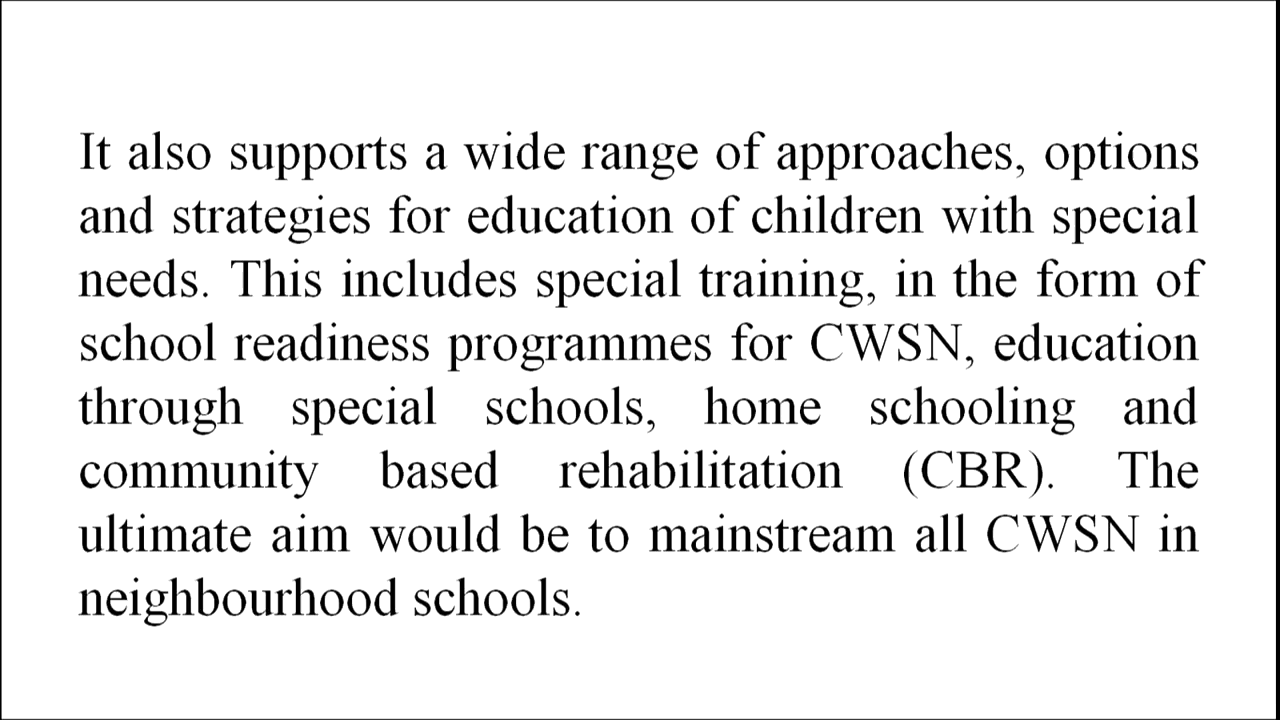 It also supports a wide range of approaches, options
and strategies for education of children with special
needs. This includes special training, in the form of
school readiness programmes for CWSN, education
through special schools, home schooling and
community based rehabilitation (CBR). The
ultimate aim would be to mainstream all CWSN in
neighbourhood schools.